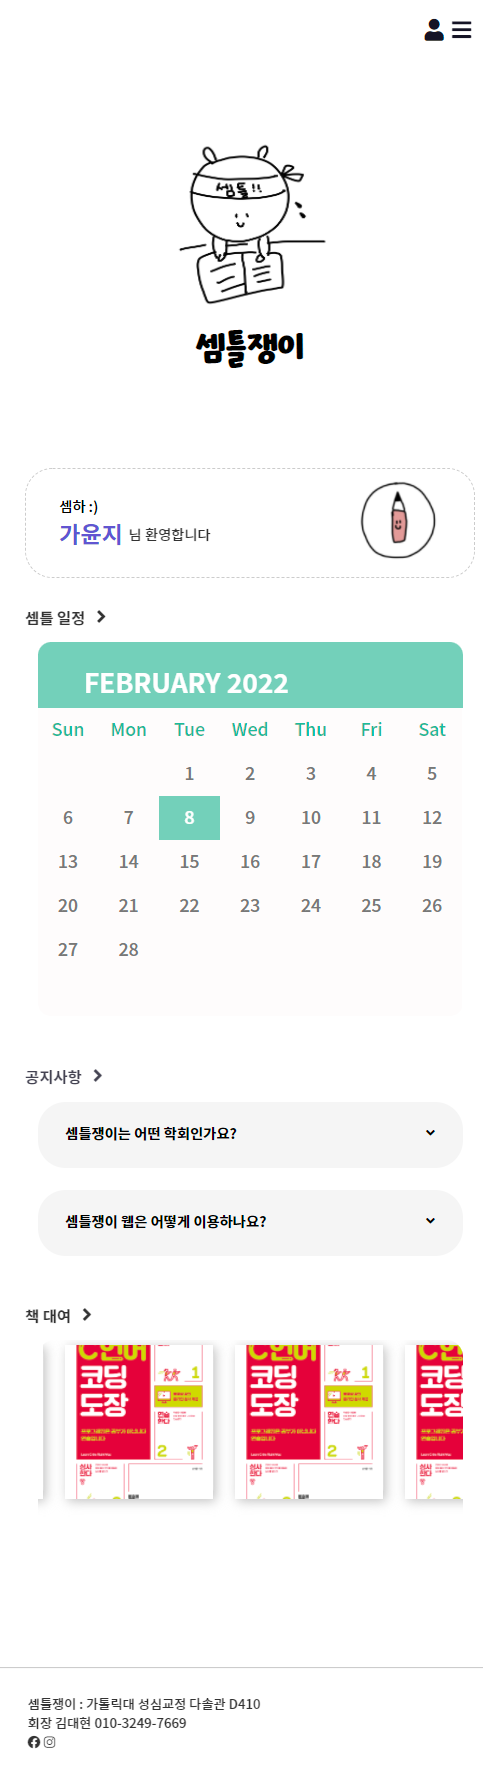 셈틀!!
셈틀쟁이
셈하 :)
가윤지 님 환영합니다
셈틀 일정
FEBRUARY 2022
Sun Mon Tue Wed Thu Fri Sat
1 2 3 4 5
6 7 8 9 10 11 12
13 14 15 16 17 18 19
20 21 22 23 24 25 26
27 28
공지사항
셈틀쟁이는 어떤 학회인가요?
셈틀쟁이 웹은 어떻게 이용하나요?
책 대여
C언어
코딩
도장
1
2
C언어
코딩
도장
1
2
셈틀쟁이 : 가톨릭대 성심교정 다솔관 D410
회장 김대현 010-3249-7669